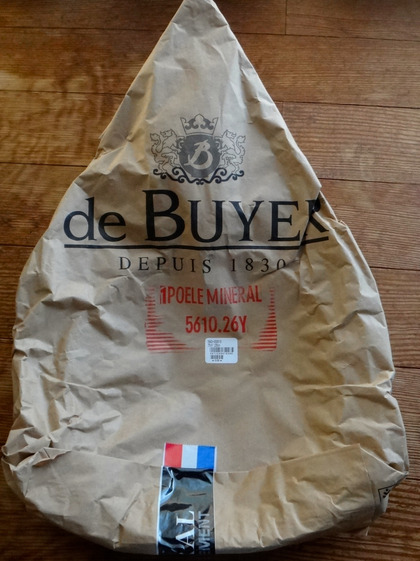 B
de BUYER
DEPUIS 1830
1POELE MINERAL
5610.26Y